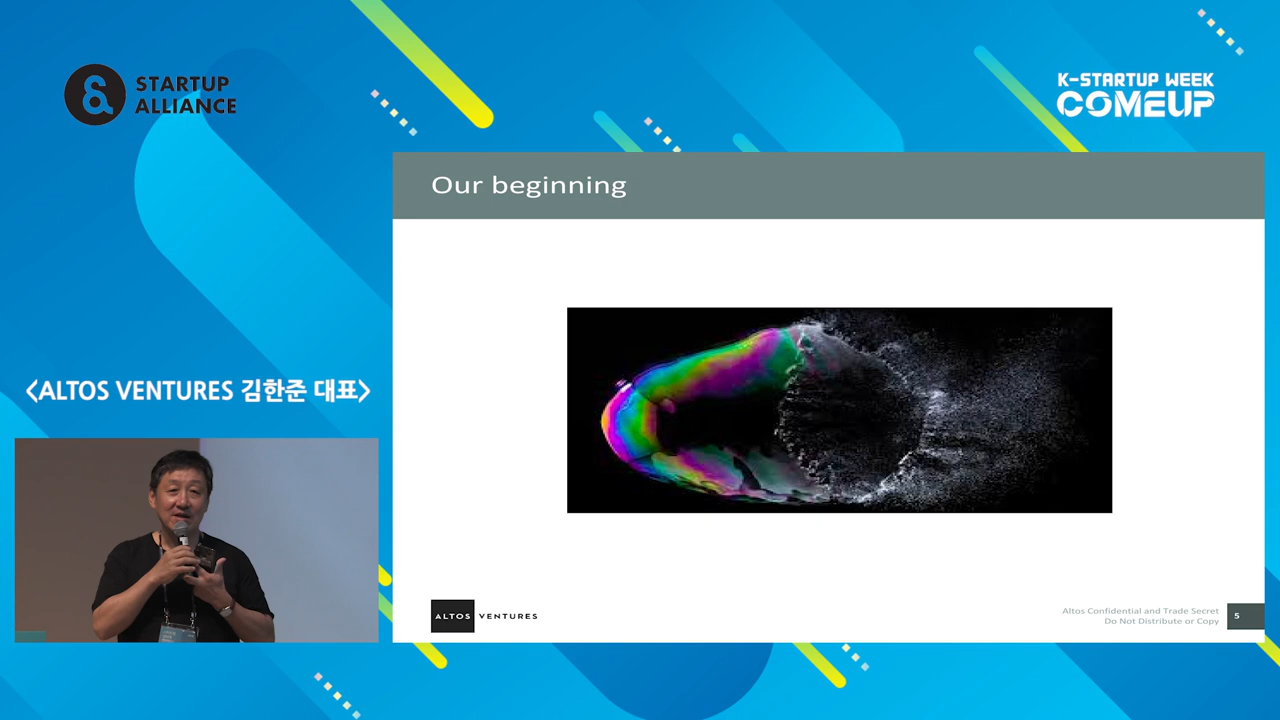 STARTUP
ALLIANCE
K-STARTUP WEEK
COMEUP
Our beginning
<ALTOS VENTURES 김한준 대표>
ALTOS VENTURES
Altos Confidential and Trade Secret
Do Not Distribute or Copy
5